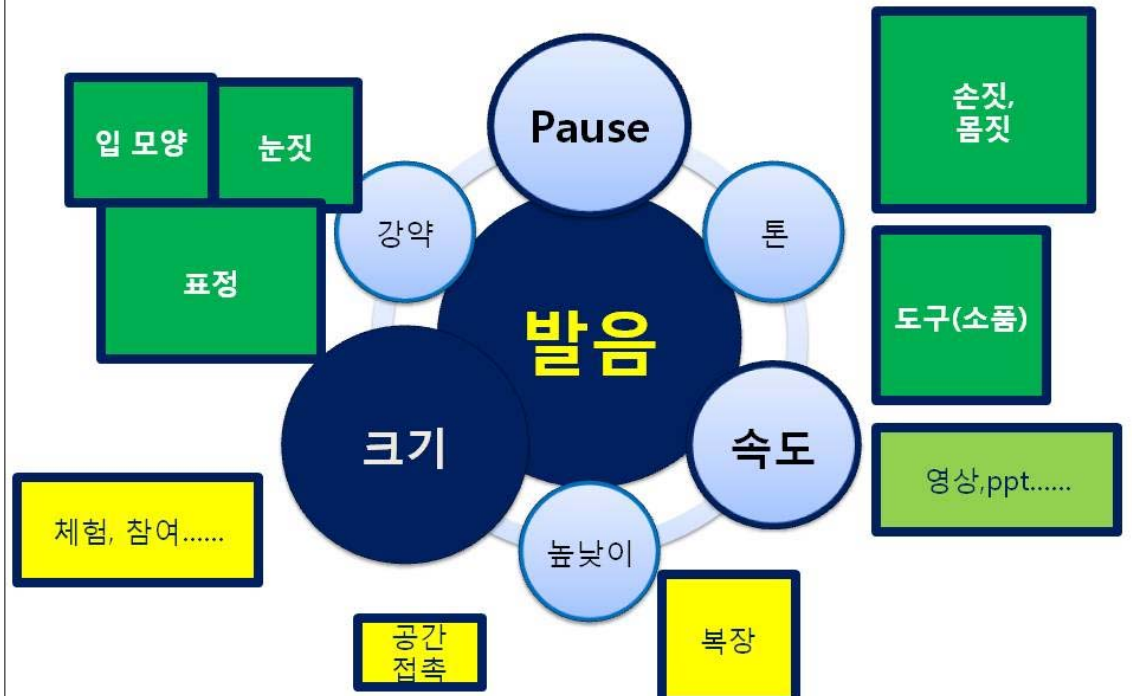 Pause
손짓,
몸짓
입 모양
눈짓
강약
톤
표정
발음
도구(소품)
크기
속도
영상,ppt......
체험, 참여......
높낮이
공간
접촉
복장